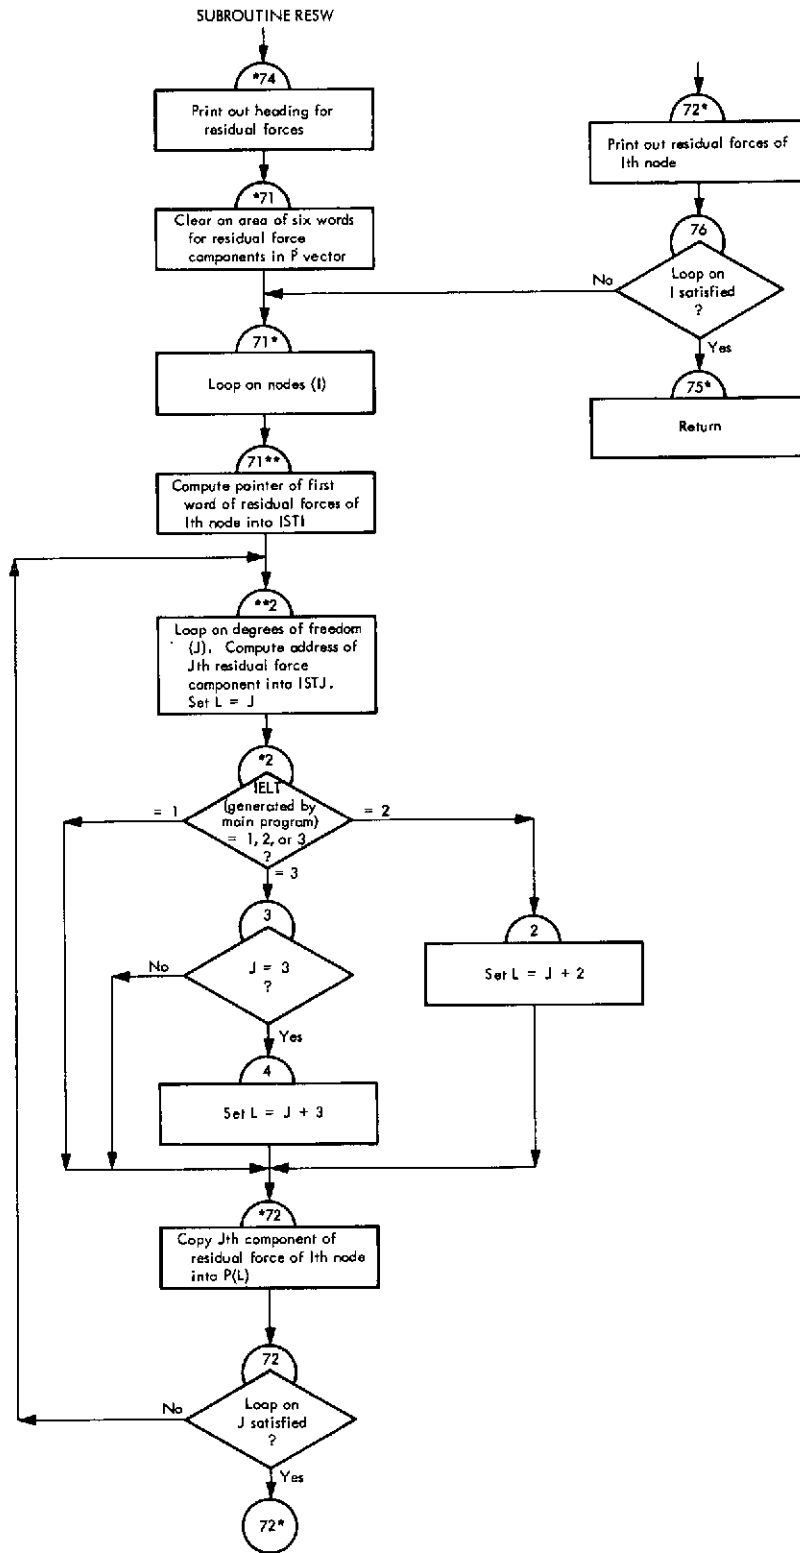 SUBROUTINE RESW
*74
Print out heading for
residual forces
*71
Clear an area of six words
for residual force
components in P vector
71*
Loop on nodes (I)
71**
Compute pointer of first
word of residual forces of
Ith node into ISTI
**2
Loop on degrees of freedom
(J). Compute address of
Jth residual force
component into ISTJ.
Set L = J
*2
IELT
(generated by
main program)
= 1, 2, or 3
?
= 1
= 2
= 3
3
J = 3
?
No
Yes
2
Set L = J + 2
4
Set L = J + 3
*72
Copy Jth component of
residual force of Ith node
into P(L)
72
Loop on
J satisfied
?
No
Yes
72*
72*
Print out residual forces of
Ith node
76
Loop on
I satisfied
?
No
Yes
75*
Return